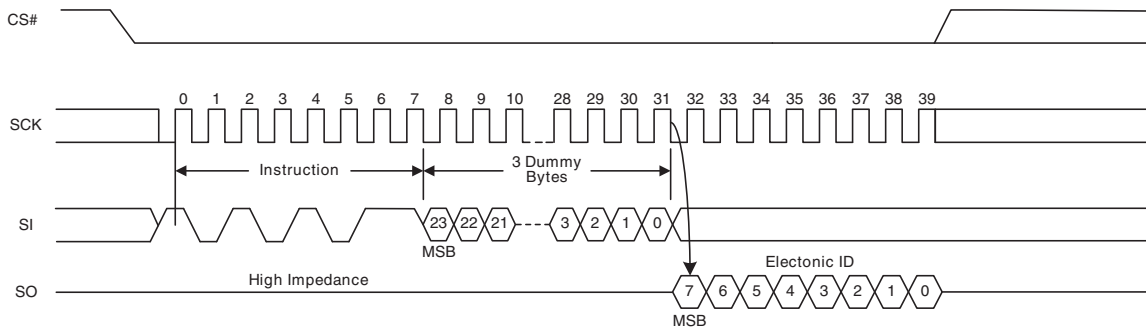 CS#
0 1 2 3 4 5 6 7 8 9 10 28 29 30 31 32 33 34 35 36 37 38 39
SCK
Instruction
3 Dummy
Bytes
SI
23 22 21 3 2 1 0
MSB
High Impedance
Electonic ID
SO
7 6 5 4 3 2 1 0
MSB